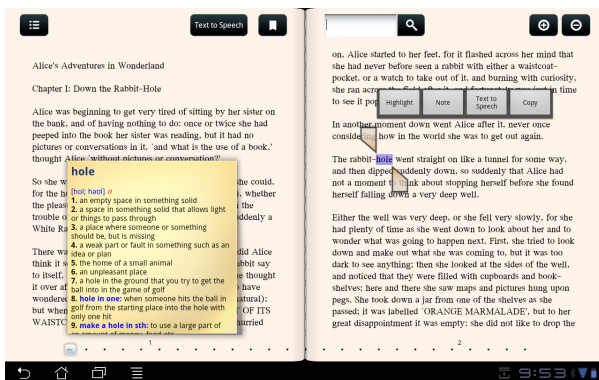 Text to Speech
Alice's Adventures in Wonderland
Chapter I: Down the Rabbit-Hole
Alice was beginning to get very tired of sitting by her sister on
the bank, and of having nothing to do: once or twice she had
peeped into the book her sister was reading, but it had no
pictures or conversations in it, `and what is the use of a book,'
thought Alice `without pictures or conversation?'
So she w
she could,
for the h
), whether
the pleas
the
trouble o
ddenly a
White Ra
There wa
did Alice
think it s
abbit say
to itself,
e thought
it over af
o have
wondered
natural);
but when
T OF ITS
WAISTC
hurried
hole
[hol; həʊl] n
1. an empty space in something solid
2. a space in something solid that allows light
or things to pass through
3. a place where someone or something
should be, but is missing
4. a weak part or fault in something such as an
idea or plan
5. the home of a small animal
6. an unpleasant place
7. a hole in the ground that you try to get the
ball into in the game of golf
8. hole in one: when someone hits the ball in
golf from the starting place into the hole with
only one hit
9. make a hole in sth: to use a large part of
an amount of money, food etc
1
on, Alice started to her feet, for it flashed across her mind that
she had never before seen a rabbit with either a waistcoat-
pocket, or a watch to take out of it, and burning with curiosity,
she ran across the field after it, and fortunately was just in time
to see it pop
Highlight
Note
Text to Speech
Copy
In another moment down went Alice after it, never once
considering how in the world she was to get out again.
The rabbit-hole went straight on like a tunnel for some way,
and then dipped suddenly down, so suddenly that Alice had
not a moment to think about stopping herself before she found
herself falling down a very deep well.
Either the well was very deep, or she fell very slowly, for she
had plenty of time as she went down to look about her and to
wonder what was going to happen next. First, she tried to look
down and make out what she was coming to, but it was too
dark to see anything; then she looked at the sides of the well,
and noticed that they were filled with cupboards and book-
shelves; here and there she saw maps and pictures hung upon
pegs. She took down a jar from one of the shelves as she
passed; it was labelled `ORANGE MARMALADE', but to her
great disappointment it was empty: she did not like to drop the
2
9:53